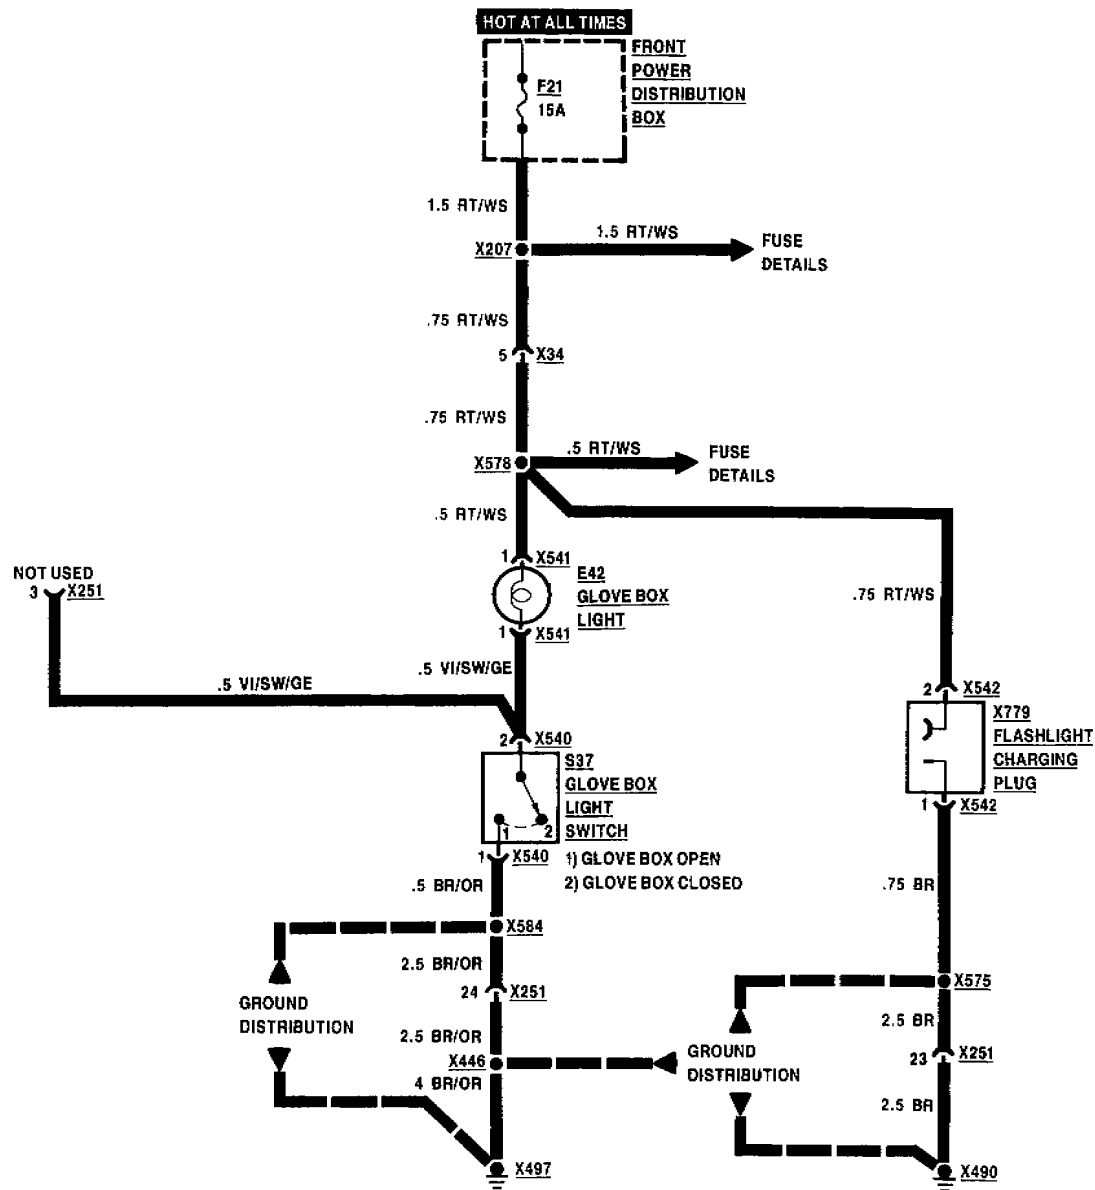 HOT AT ALL TIMES
FRONT
POWER
DISTRIBUTION
BOX
F21
15A
1.5 RT/WS
1.5 RT/WS
X207
FUSE
DETAILS
.75 RT/WS
5 X34
.75 RT/WS
.5 RT/WS
X578
FUSE
DETAILS
.5 RT/WS
1 X541
NOT USED
3 X251
E42
GLOVE BOX
LIGHT
.75 RT/WS
1 X541
.5 VI/SW/GE
.5 VI/SW/GE
2 X542
2 X540
X779
FLASHLIGHT
CHARGING
PLUG
S37
GLOVE BOX
LIGHT
SWITCH
1 2
1 X542
1 X540
1) GLOVE BOX OPEN
2) GLOVE BOX CLOSED
.5 BR/OR
.75 BR
X584
2.5 BR/OR
X575
24 X251
GROUND
DISTRIBUTION
2.5 BR
2.5 BR/OR
X446
GROUND
DISTRIBUTION
23 X251
4 BR/OR
2.5 BR
X497
X490